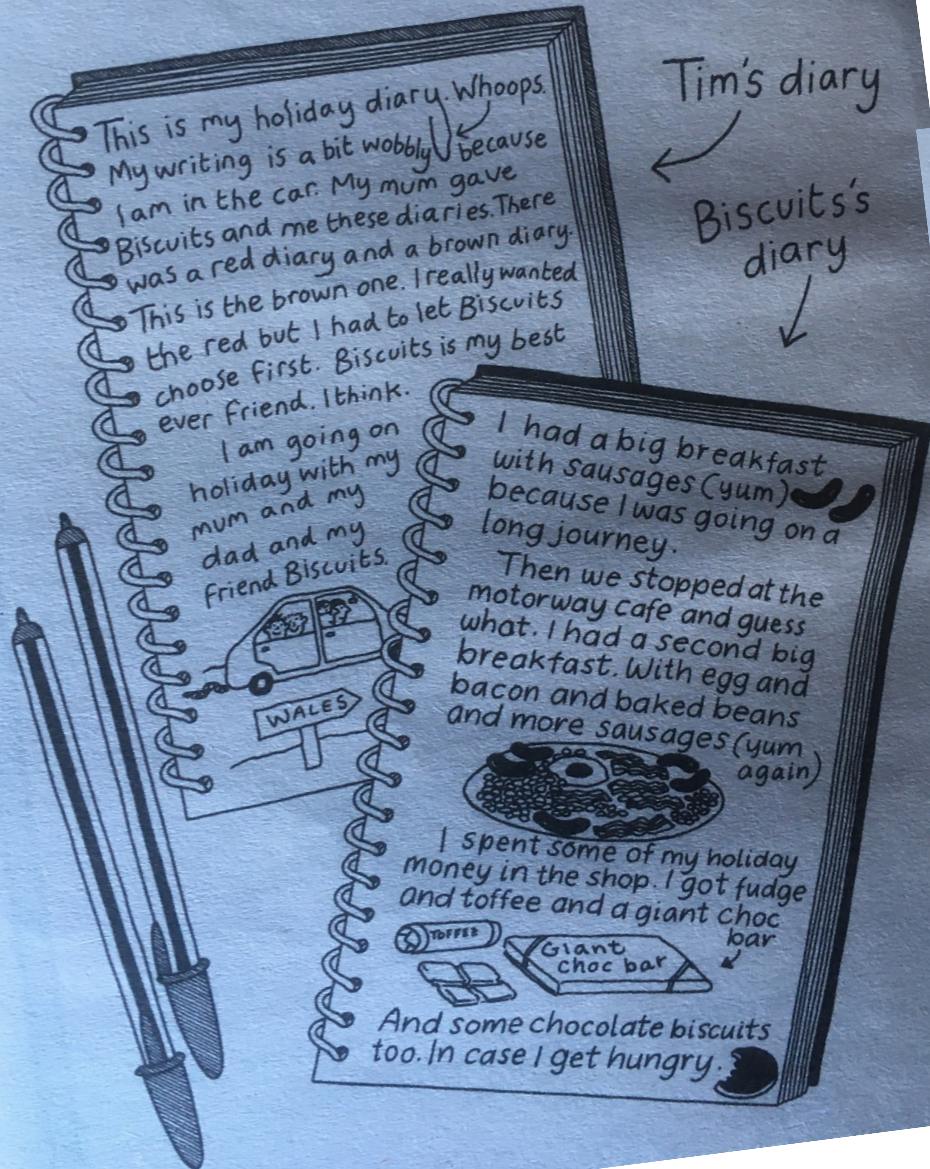 This is my holiday diary. Whoops.
My writing is a bit wobbly because
I am in the car. My mum gave
Biscuits and me these diaries. There
was a red diary and a brown diary.
This is the brown one. I really wanted
the red but I had to let Biscuits
choose first. Biscuits is my best
ever friend. I think.
I am going on
holiday with my
mum and my
dad and my
friend Biscuits.
WALES
Tim's diary
Biscuits's
diary
I had a big breakfast
with sausages (yum)
because I was going on a
long journey.
Then we stopped at the
motorway cafe and guess
what. I had a second big
breakfast. With egg and
bacon and baked beans
and more sausages (yum
again)
I spent some of my holiday
money in the shop. I got fudge
and toffee and a giant choc
bar
TOFFEE
Giant
choc bar
And some chocolate biscuits
too. In case I get hungry.